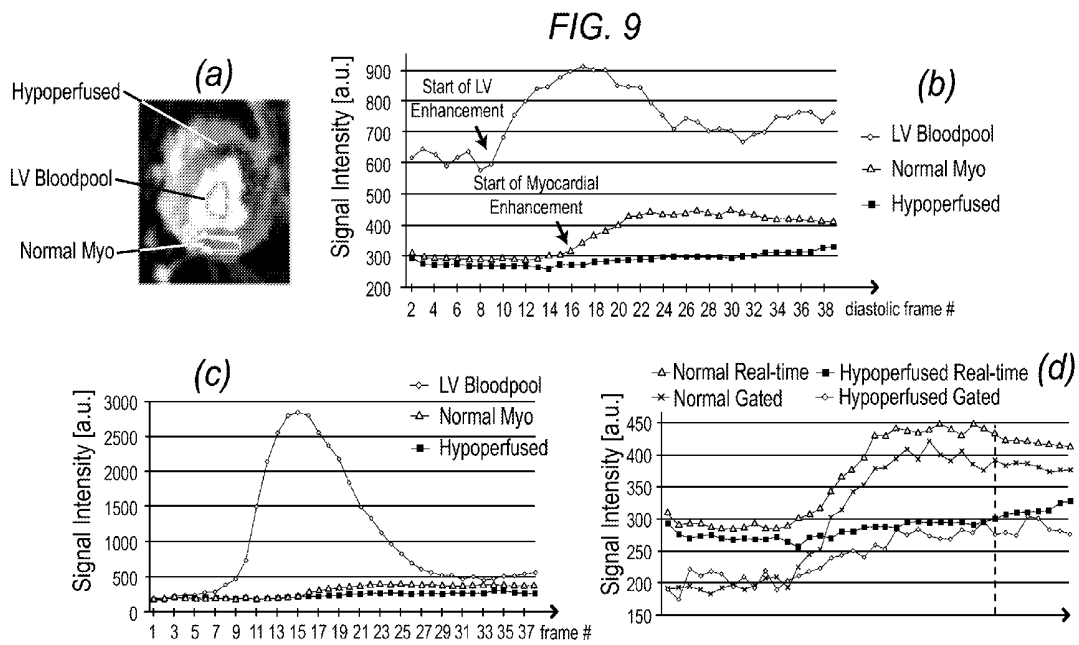 FIG. 9
(a)
Hypoperfused
LV Bloodpool
Normal Myo
(b)
Signal Intensity [a.u.]
900
800
700
600
500
400
300
200
Start of LV
Enhancement
Start of Myocardial
Enhancement
2 4 6 8 10 12 14 16 18 20 22 24 26 28 30 32 34 36 38 diastolic frame #
LV Bloodpool
Normal Myo
Hypoperfused
(c)
LV Bloodpool
Normal Myo
Hypoperfused
Signal Intensity [a.u.]
3000
2500
2000
1500
1000
500
0
1 3 5 7 9 11 13 15 17 19 21 23 25 27 29 31 33 35 37 frame #
(d)
Normal Real-time Hypoperfused Real-time
Normal Gated Hypoperfused Gated
Signal Intensity [a.u.]
450
400
350
300
250
200
150